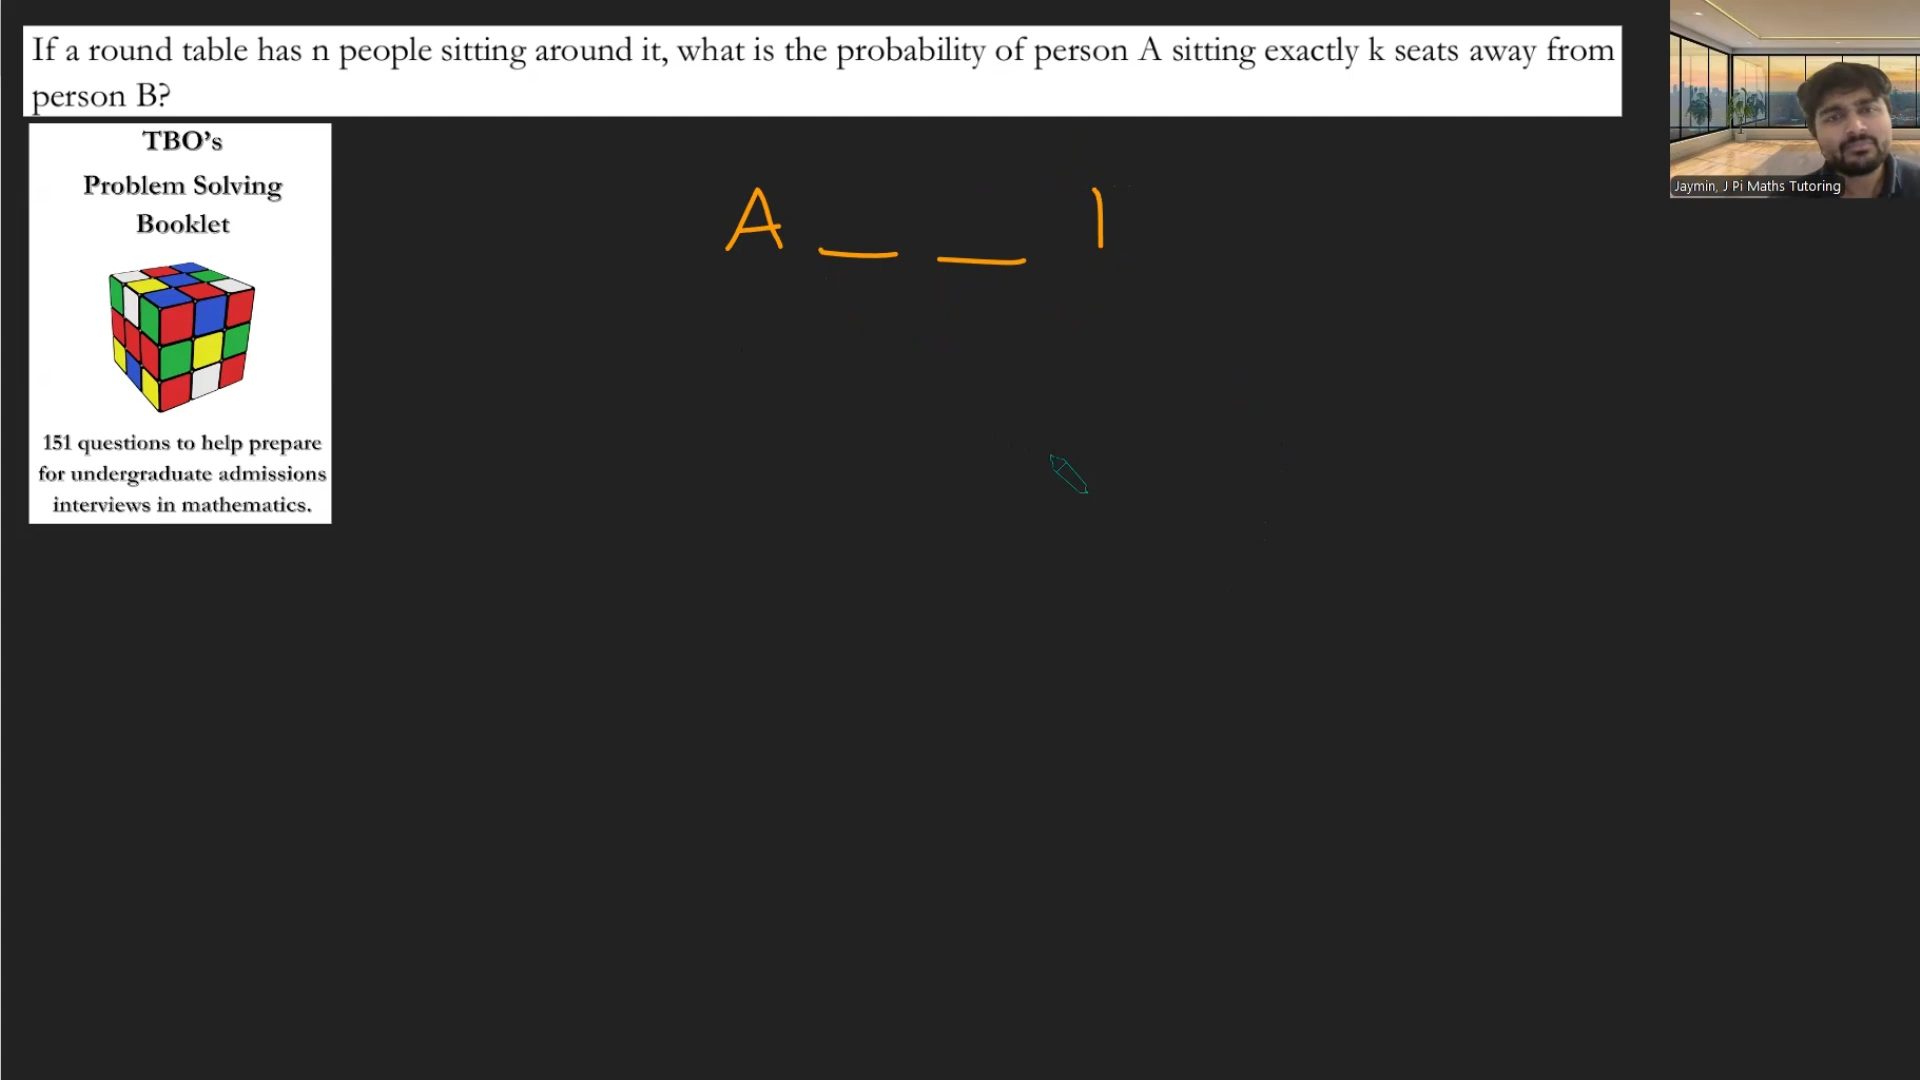 If a round table has n people sitting around it, what is the probability of person A sitting exactly k seats away from
person B?
TBO's
Problem Solving
Booklet
151 questions to help prepare
for undergraduate admissions
interviews in mathematics.
A _ _ 1
Jaymin, J Pi Maths Tutoring